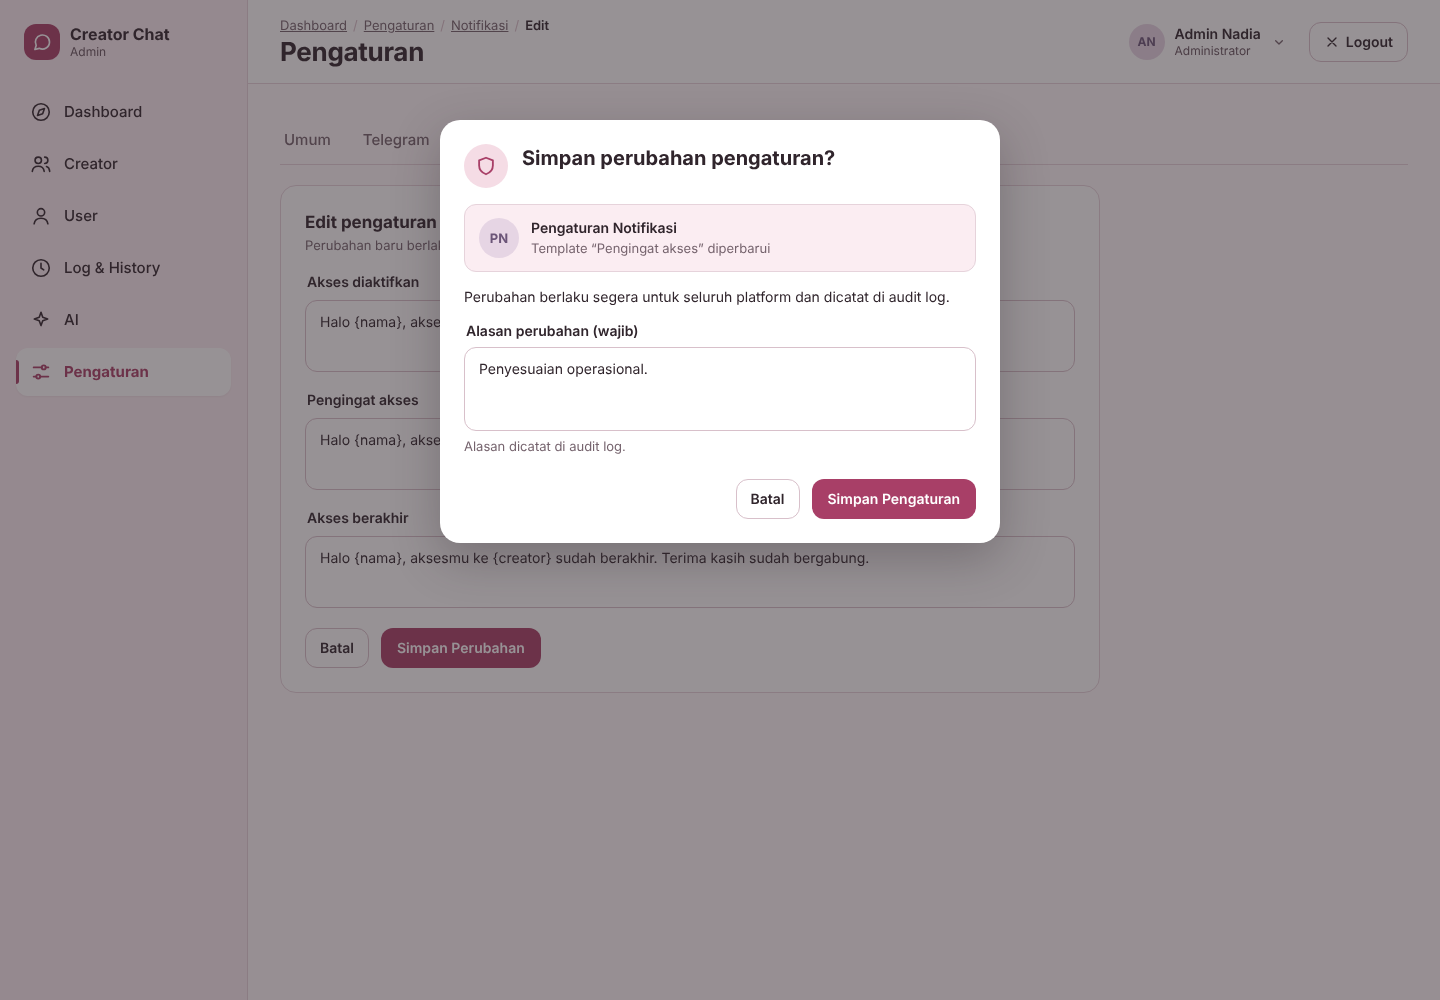 Creator Chat
Admin
Dashboard
Creator
User
Log & History
AI
Pengaturan
Dashboard / Pengaturan / Notifikasi / Edit
Pengaturan
AN
Admin Nadia
Administrator
Logout
Umum Telegram
Edit pengaturan
Perubahan baru
Akses diaktifkan
Halo {nama},
Pengingat akses
Halo {nama},
Akses berakhir
Halo {nama}, aksesmu ke {creator} sudah berakhir. Terima kasih sudah bergabung.
Batal
Simpan Perubahan
Simpan perubahan pengaturan?
PN
Pengaturan Notifikasi
Template “Pengingat akses” diperbarui
Perubahan berlaku segera untuk seluruh platform dan dicatat di audit log.
Alasan perubahan (wajib)
Penyesuaian operasional.
Alasan dicatat di audit log.
Batal
Simpan Pengaturan